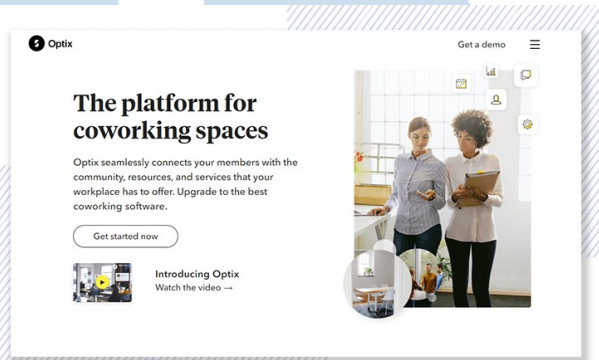 Optix
Get a demo
The platform for
coworking spaces
Optix seamlessly connects your members with the
community, resources, and services that your
workplace has to offer. Upgrade to the best
coworking software.
Get started now
Introducing Optix
Watch the video →